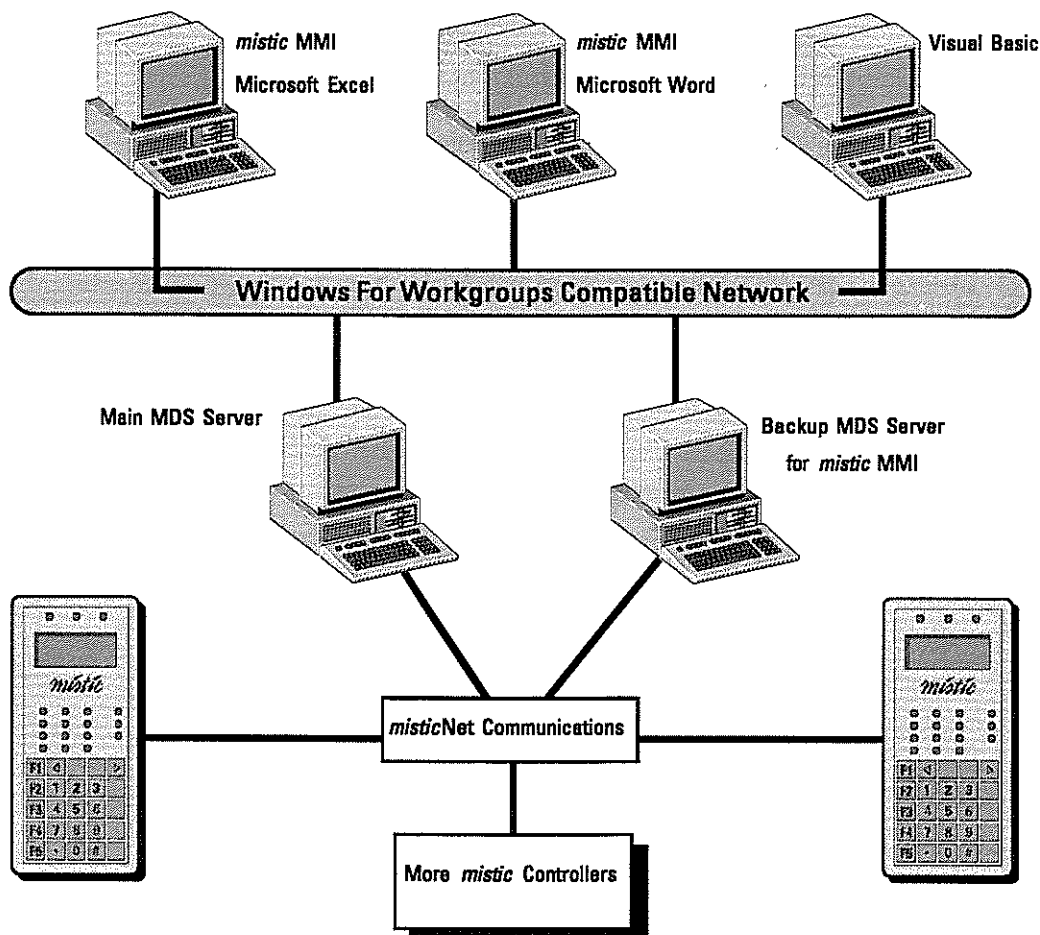 mistic MMI
Microsoft Excel
mistic MMI
Microsoft Word
Visual Basic
Windows For Workgroups Compatible Network
Main MDS Server
Backup MDS Server
for mistic MMI
mistic
F1 < >
F2 1 2 3
F3 4 5 6
F4 7 8 9
F5 - 0 #
misticNet Communications
mistic
F1 < >
F2 1 2 3
F3 4 5 6
F4 7 8 9
F5 - 0 #
More mistic Controllers